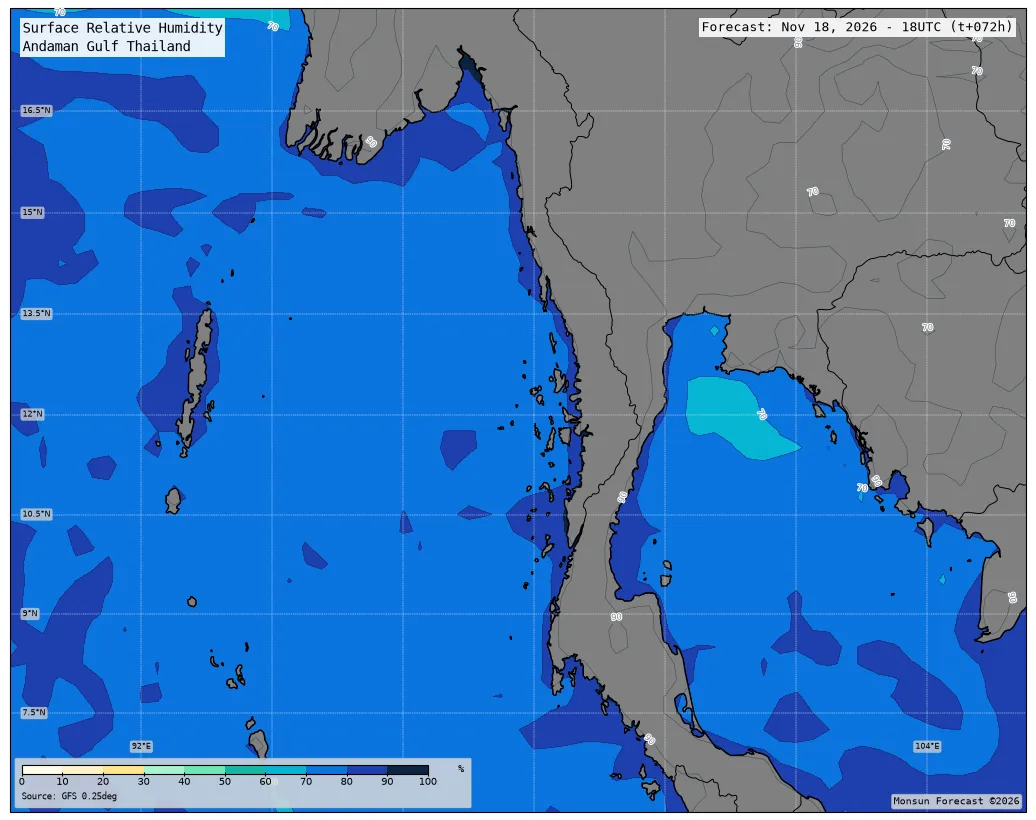 Surface Relative Humidity
Andaman Gulf Thailand
Forecast: Nov 18, 2026 - 18UTC (t+072h)
70
70
70
80
70
90
70
70
70
70
70
70
90
90
90
90
90
16.5°N
15°N
13.5°N
12°N
10.5°N
9°N
7.5°N
92°E
104°E
0 10 20 30 40 50 60 70 80 90 100 %
Source: GFS 0.25deg
Monsun Forecast ©2026